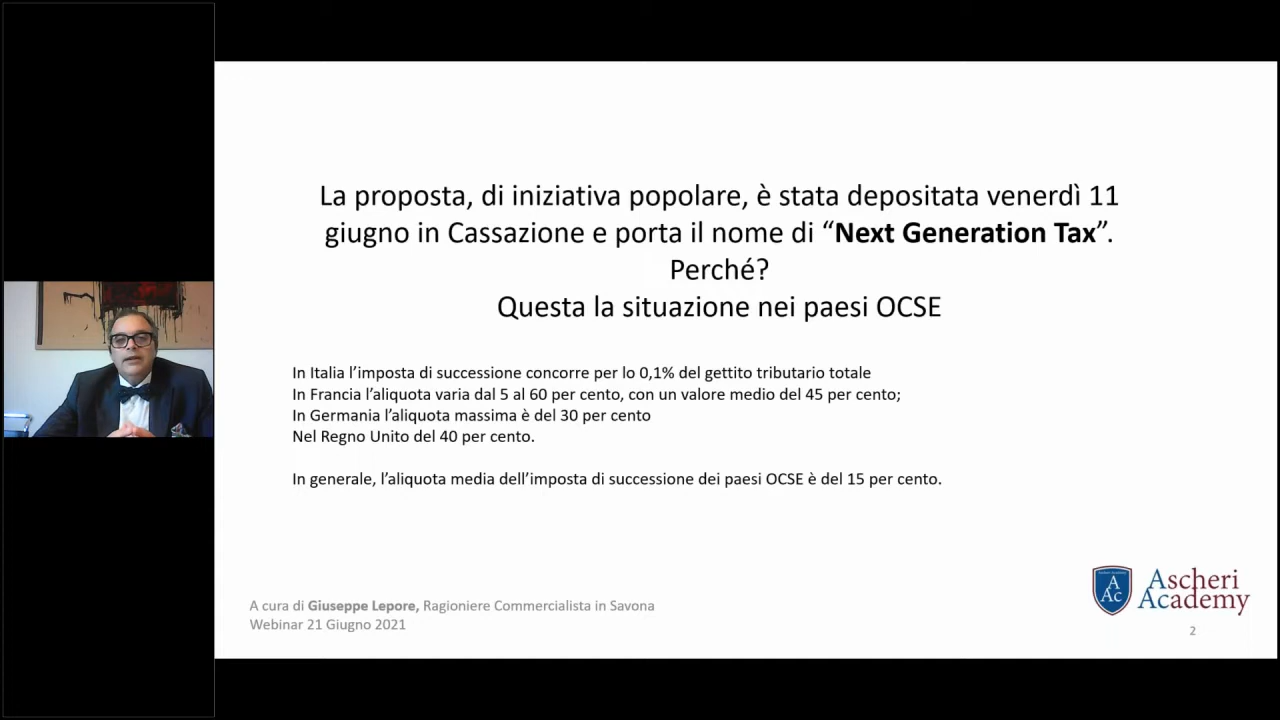 La proposta, di iniziativa popolare, è stata depositata venerdì 11
giugno in Cassazione e porta il nome di “Next Generation Tax”.
Perché?
Questa la situazione nei paesi OCSE
In Italia l’imposta di successione concorre per lo 0,1% del gettito tributario totale
In Francia l’aliquota varia dal 5 al 60 per cento, con un valore medio del 45 per cento;
In Germania l’aliquota massima è del 30 per cento
Nel Regno Unito del 40 per cento.
In generale, l’aliquota media dell’imposta di successione dei paesi OCSE è del 15 per cento.
A cura di Giuseppe Lepore, Ragioniere Commercialista in Savona
Webinar 21 Giugno 2021
A
Ac
Ascheri
Academy
2